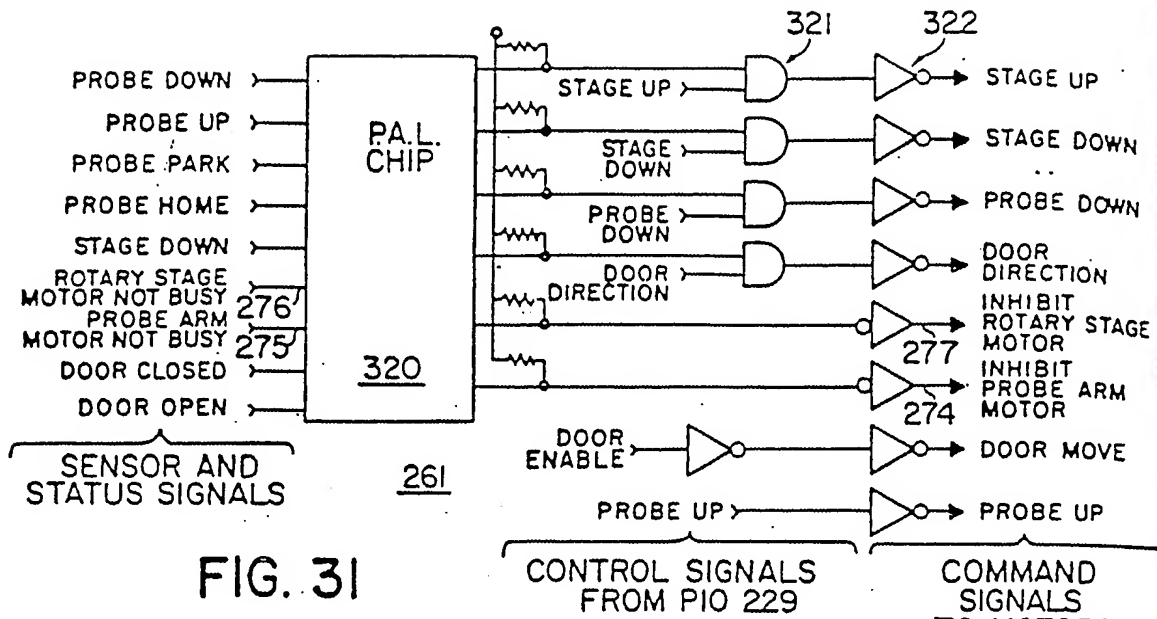 321
322
PROBE DOWN
PROBE UP
PROBE PARK
PROBE HOME
STAGE DOWN
ROTARY STAGE
MOTOR NOT BUSY
276
PROBE ARM
MOTOR NOT BUSY
275
DOOR CLOSED
DOOR OPEN
SENSOR AND
STATUS SIGNALS
P.A.L.
CHIP
320
261
STAGE UP
STAGE
DOWN
PROBE
DOWN
DOOR
DIRECTION
DOOR
ENABLE
PROBE UP
CONTROL SIGNALS
FROM PIO 229
STAGE UP
STAGE DOWN
PROBE DOWN
DOOR
DIRECTION
INHIBIT
ROTARY STAGE
MOTOR
277
INHIBIT
PROBE ARM
MOTOR
274
DOOR MOVE
PROBE UP
COMMAND
SIGNALS
FIG. 31